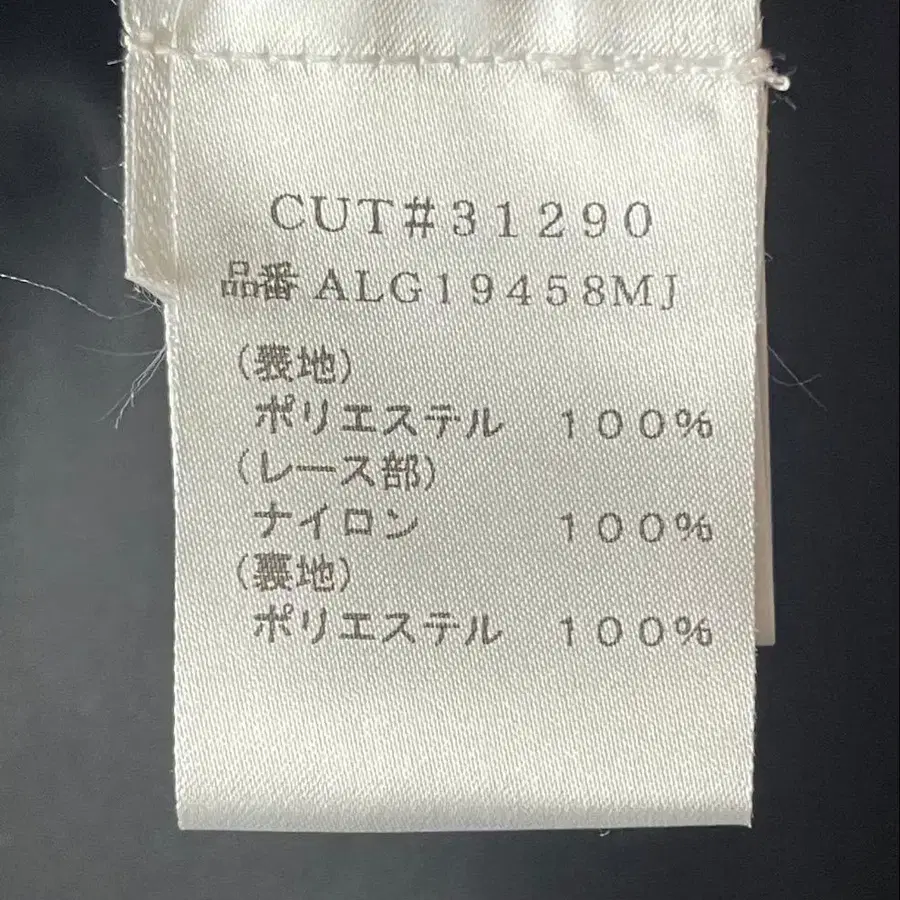 CUT#31290
品番 ALG19458MJ
(表地)
ポリエステル 100%
(レース部)
ナイロン 100%
(裏地)
ポリエステル 100%